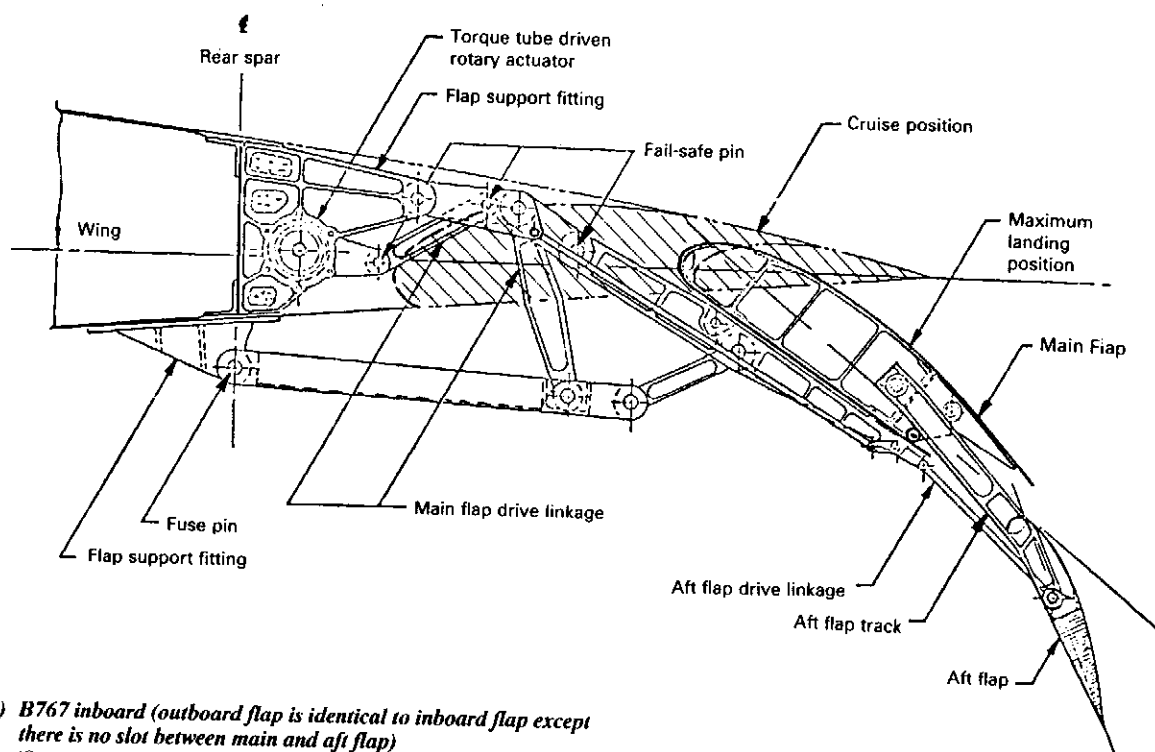 ℄
Rear spar
Torque tube driven
rotary actuator
Flap support fitting
Cruise position
Fail-safe pin
Wing
Maximum
landing
position
Main Flap
Main flap drive linkage
Fuse pin
Flap support fitting
Aft flap drive linkage
Aft flap track
Aft flap
) B767 inboard (outboard flap is identical to inboard flap except
there is no slot between main and aft flap)